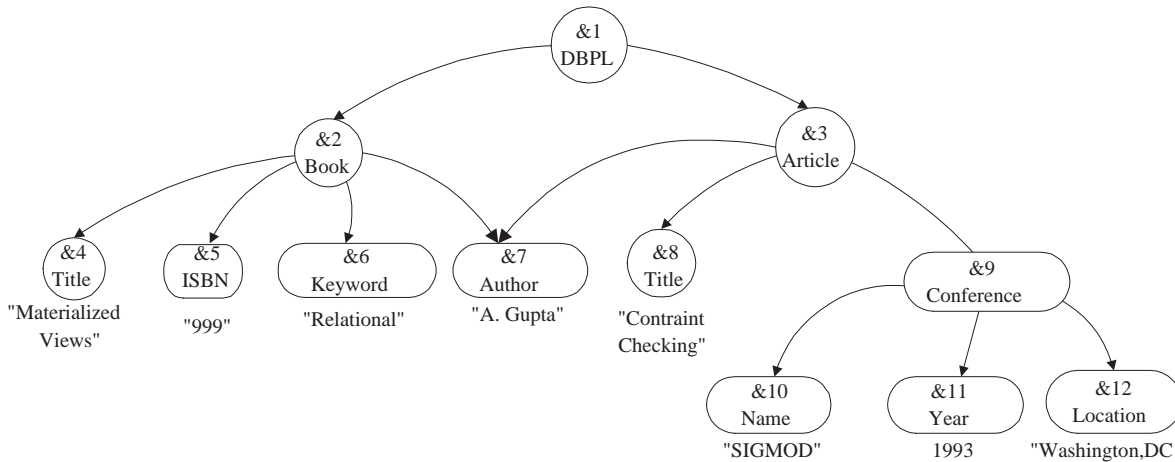 &1
DBPL
&2
Book
&3
Article
&4
Title
&5
ISBN
&6
Keyword
&7
Author
&8
Title
&9
Conference
"Materialized
Views"
"999"
"Relational"
"A. Gupta"
"Contraint
Checking"
&10
Name
&11
Year
&12
Location
"SIGMOD"
1993
"Washington,DC